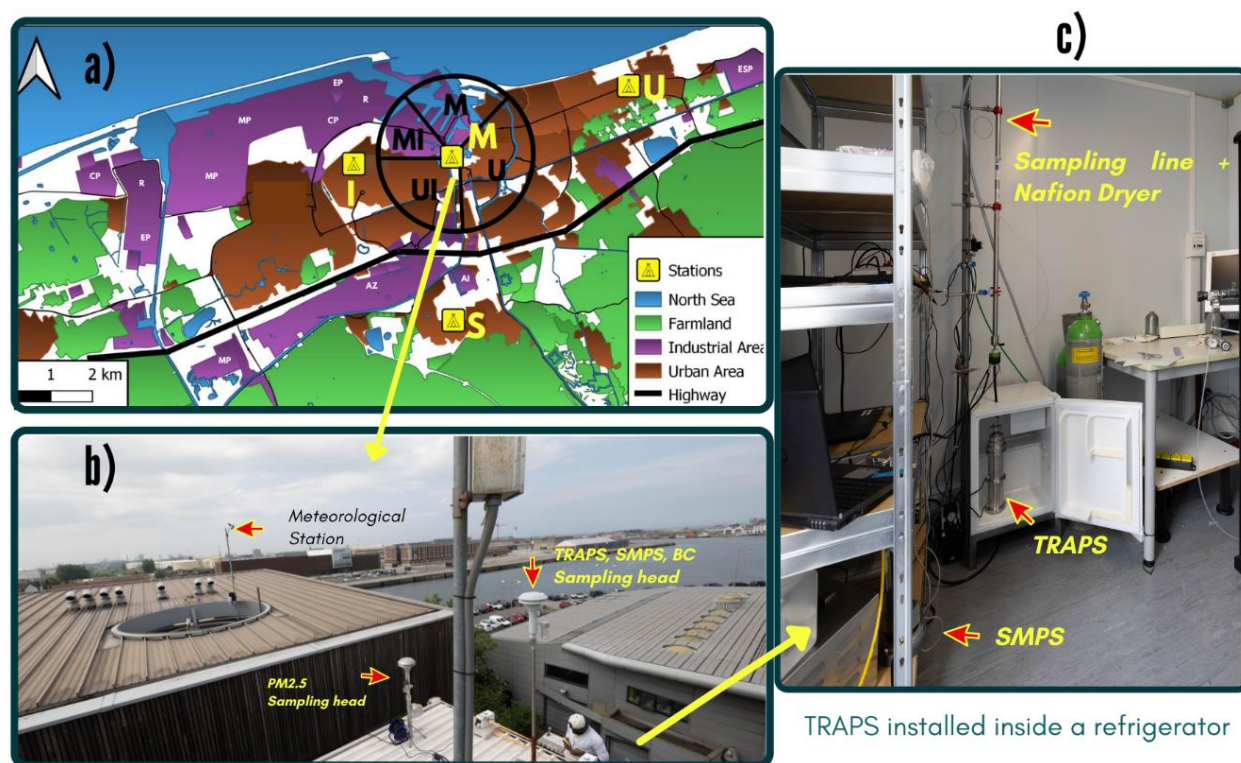 a)
EP
R
MP
CP
M
U
ESP
MI
M
CP
R
MP
I
UI
U
EP
AZ
AI
S
MP
1 2 km
Stations
North Sea
Farmland
Industrial Area
Urban Area
Highway
b)
Meteorological
Station
TRAPS, SMPS, BC
Sampling head
PM2.5
Sampling head
c)
Sampling line +
Nafion Dryer
TRAPS
SMPS
TRAPS installed inside a refrigerator